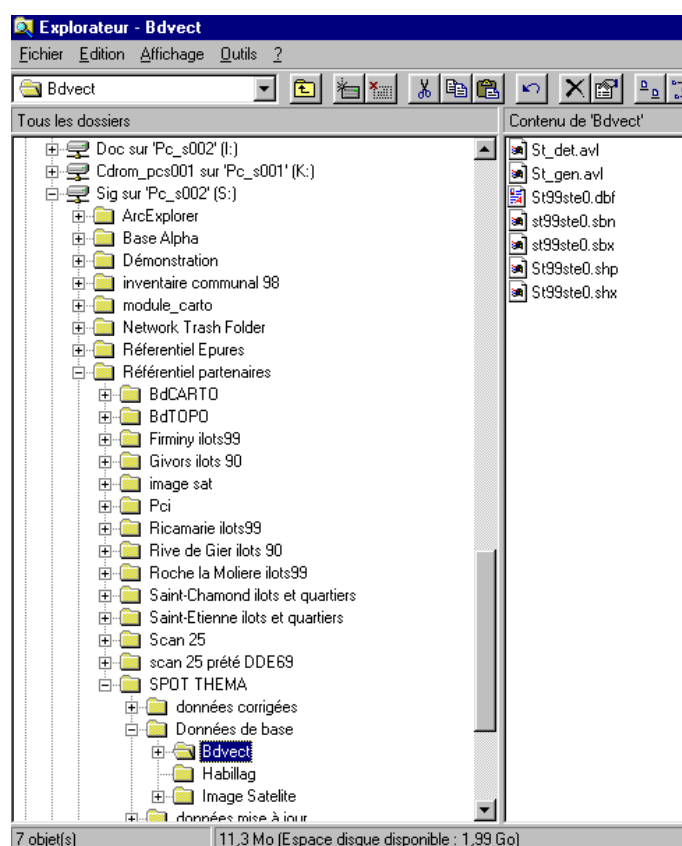 Explorateur - Bdvect
Fichier Edition Affichage Outils ?
Bdvect
Tous les dossiers
Contenu de 'Bdvect'
Doc sur 'Pc_s002' (I:)
Cdrom_pcs001 sur 'Pc_s001' (K:)
Sig sur 'Pc_s002' (S:)
ArcExplorer
Base Alpha
Démonstration
inventaire communal 98
module_carto
Network Trash Folder
Réferentiel Epures
Référentiel partenaires
BdCARTO
BdTOPO
Firminy ilots99
Givors ilots 90
image sat
Pci
Ricamarie ilots99
Rive de Gier ilots 90
Roche la Moliere ilots99
Saint-Chamond ilots et quartiers
Saint-Etienne ilots et quartiers
Scan 25
scan 25 prété DDE69
SPOT THEMA
données corrigées
Données de base
Bdvect
Habillag
Image Satelite
données mise à jour
St_det.avl
St_gen.avl
St99ste0.dbf
st99ste0.sbn
st99ste0.sbx
St99ste0.shp
St99ste0.shx
7 objet(s)
11,3 Mo (Espace disque disponible : 1,99 Go)